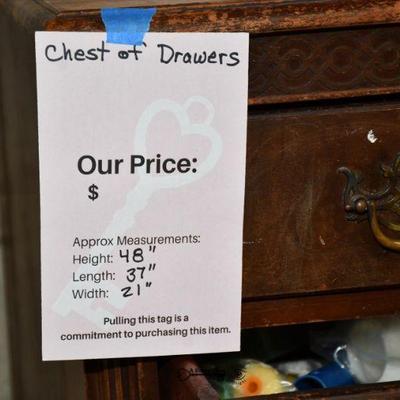 Chest of Drawers
Our Price:
$
Approx Measurements:
Height: 48"
Length: 37"
Width: 21"
Pulling this tag is a
commitment to purchasing this item.